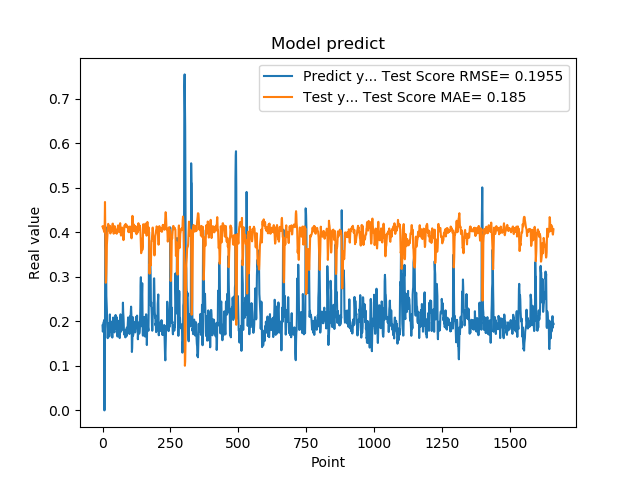 Model predict
Predict y... Test Score RMSE= 0.1955
Test y... Test Score MAE= 0.185
Real value
0.7
0.6
0.5
0.4
0.3
0.2
0.1
0.0
0 250 500 750 1000 1250 1500
Point